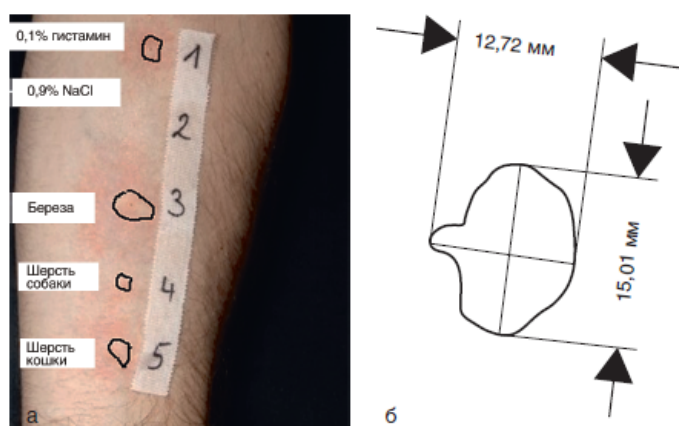 0,1% гистамин
1
0,9% NaCl
2
Береза
3
Шерсть
собаки
4
Шерсть
кошки
5
а
12,72 мм
15,01 мм
б